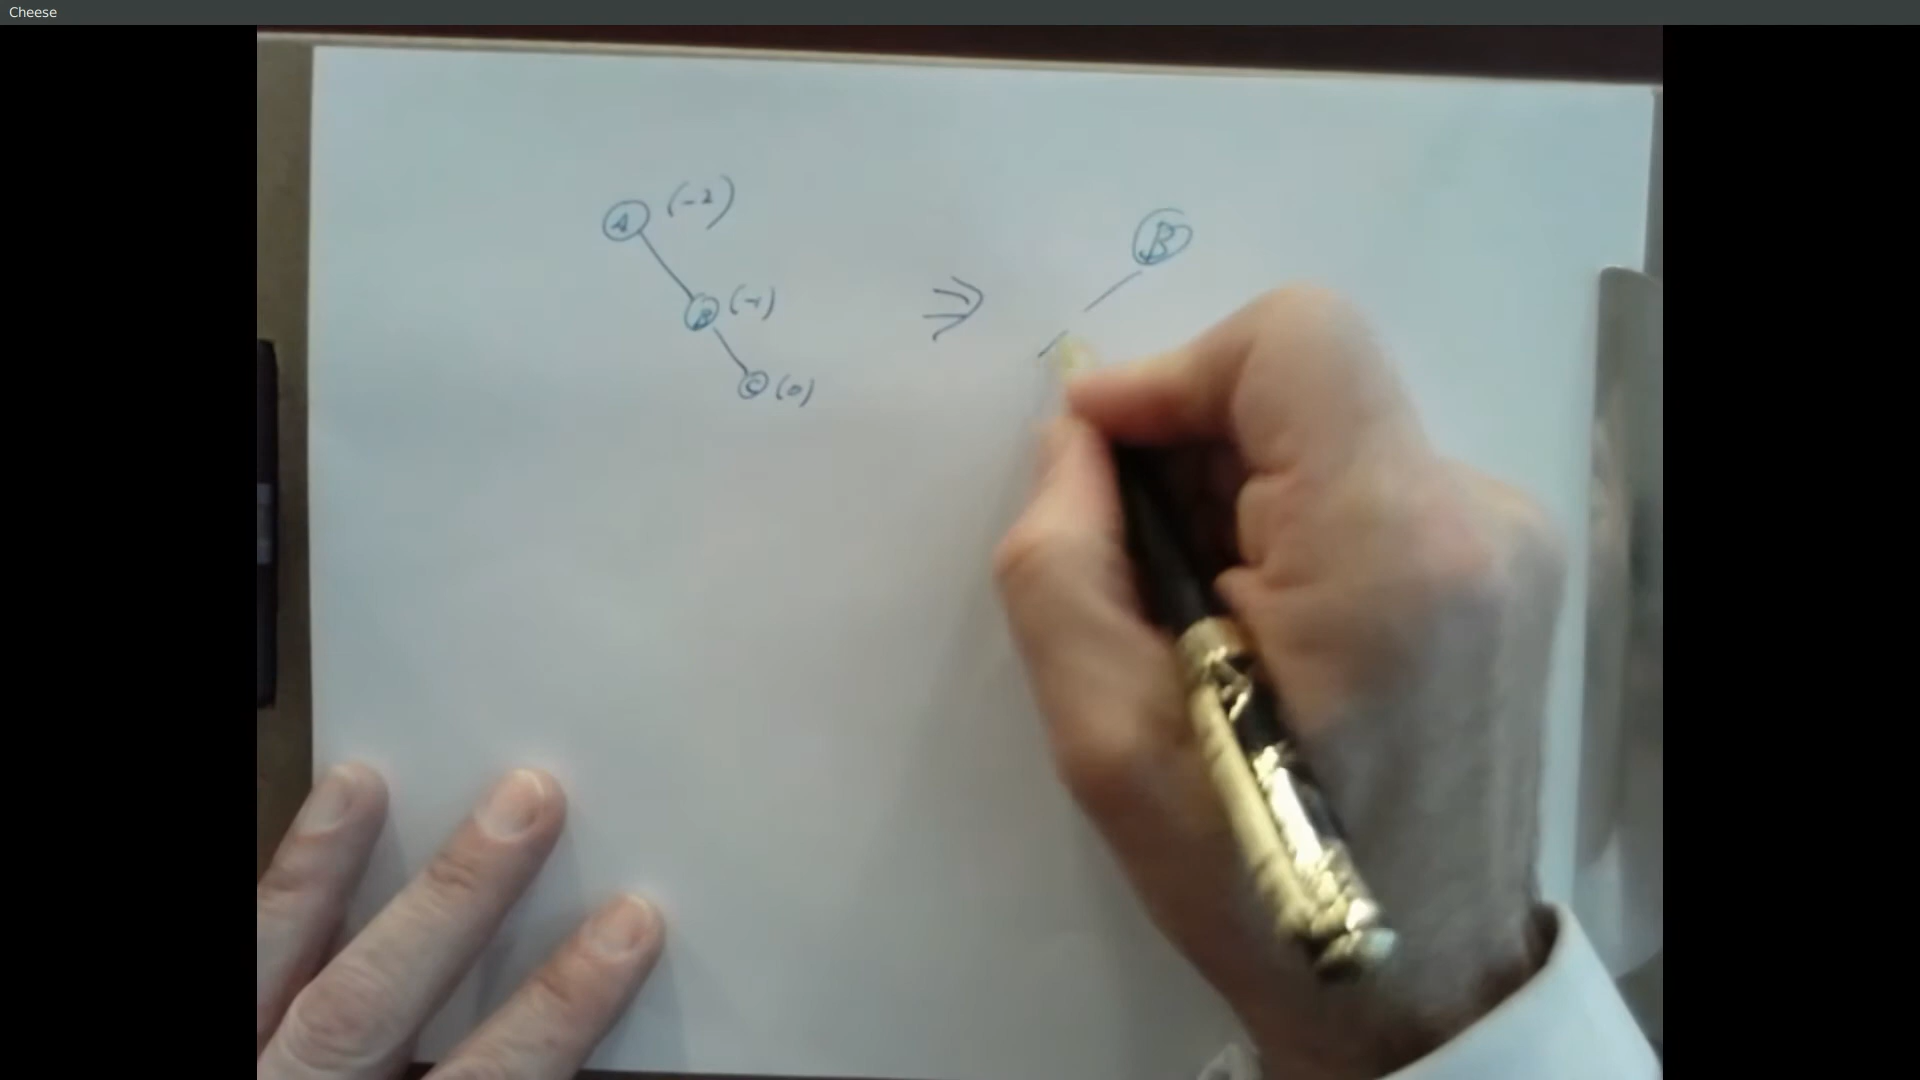 Cheese
A (-2)
B (-1)
C (0)
B